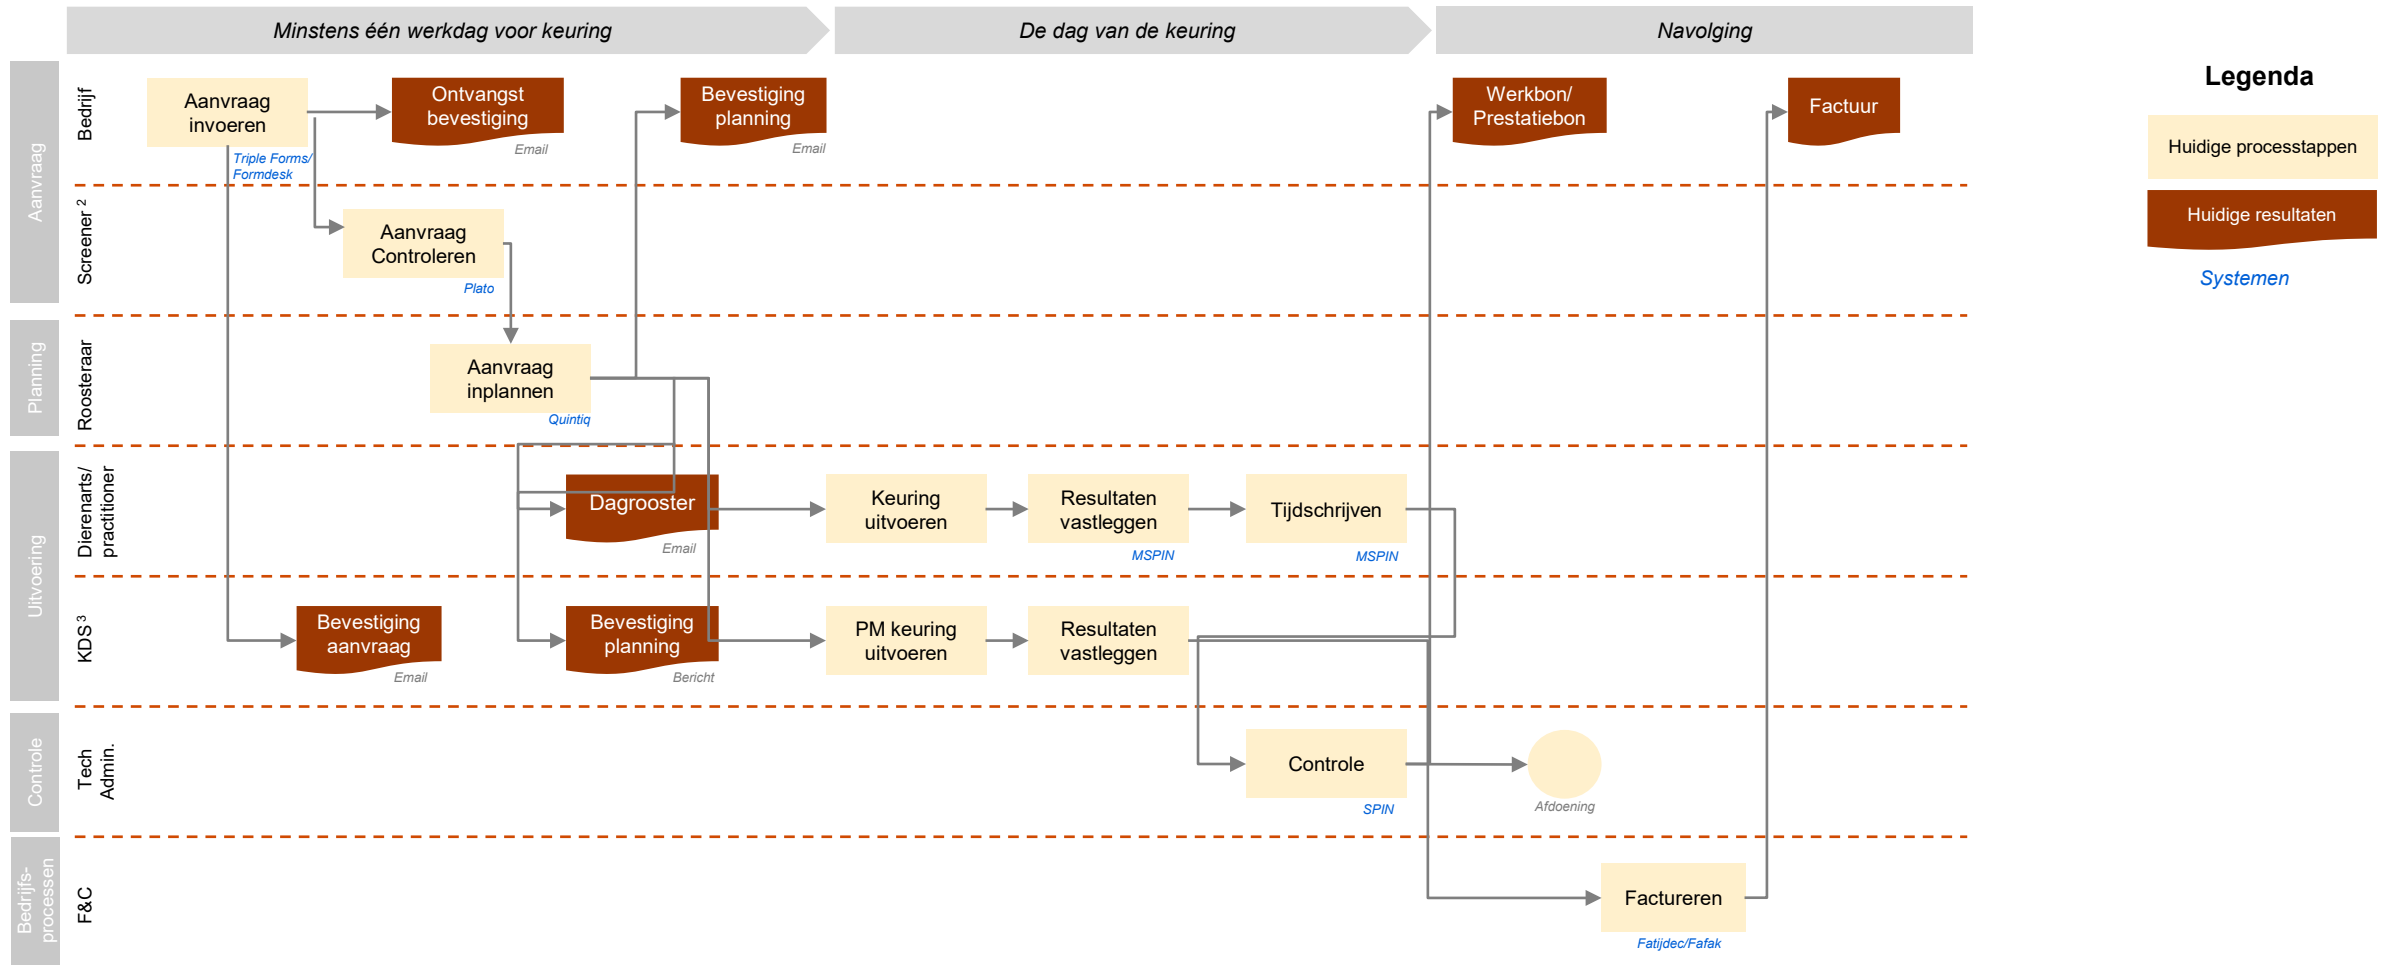 Minstens één werkdag voor keuring
De dag van de keuring
Navolging
Legenda
Huidige processtappen
Huidige resultaten
Systemen
Aanvraag
Bedrijf
Aanvraag
invoeren
Triple Forms/
Formdesk
Ontvangst
bevestiging
Email
Bevestiging
planning
Email
Werkbon/
Prestatiebon
Factuur
Screener 2
Aanvraag
Controleren
Plato
Planning
Roosteraar
Aanvraag
inplannen
Quintiq
Uitvoering
Dierenarts/
practitioner
Dagrooster
Email
Keuring
uitvoeren
Resultaten
vastleggen
MSPIN
Tijdschrijven
MSPIN
KDS 3
Bevestiging
aanvraag
Email
Bevestiging
planning
Bericht
PM keuring
uitvoeren
Resultaten
vastleggen
Controle
Tech
Admin.
Controle
SPIN
Afdoening
Bedrijfs-
processen
F&C
Factureren
Fatijdec/Fafak